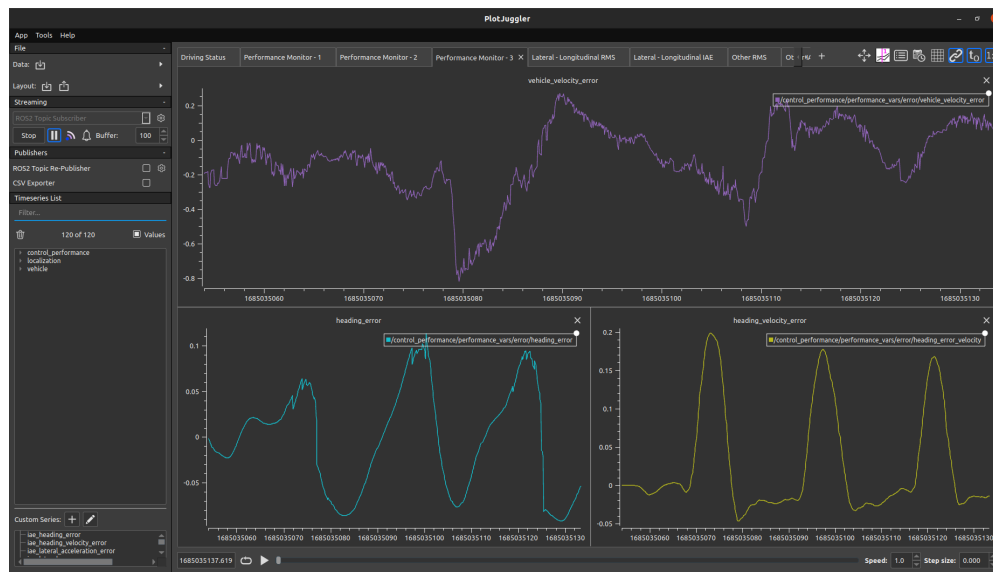 PlotJuggler
App Tools Help
File -
Data:
Layout:
Streaming -
ROS2 Topic Subscriber
Stop Buffer: 100
Publishers -
ROS2 Topic Re-Publisher
CSV Exporter
Timeseries List
Filter...
120 of 120 Values
control_performance
localization
vehicle
Custom Series:
iae_heading_error
iae_heading_velocity_error
iae_lateral_acceleration_error
Driving Status Performance Monitor - 1 Performance Monitor - 2 Performance Monitor - 3 Lateral - Longitudinal RMS Lateral - Longitudinal IAE Other RMS
vehicle_velocity_error
/control_performance/performance_vars/error/vehicle_velocity_error
0.2
0
-0.2
-0.4
-0.6
-0.8
1685035060 1685035070 1685035080 1685035090 1685035100 1685035110 1685035120 1685035130
heading_error
/control_performance/performance_vars/error/heading_error
0.1
0.05
0
-0.05
1685035060 1685035070 1685035080 1685035090 1685035100 1685035110 1685035120 1685035130
heading_velocity_error
/control_performance/performance_vars/error/heading_error_velocity
0.2
0.15
0.1
0.05
0
-0.05
1685035060 1685035070 1685035080 1685035090 1685035100 1685035110 1685035120 1685035130
1685035137.619 Speed: 1.0 Step size: 0.000